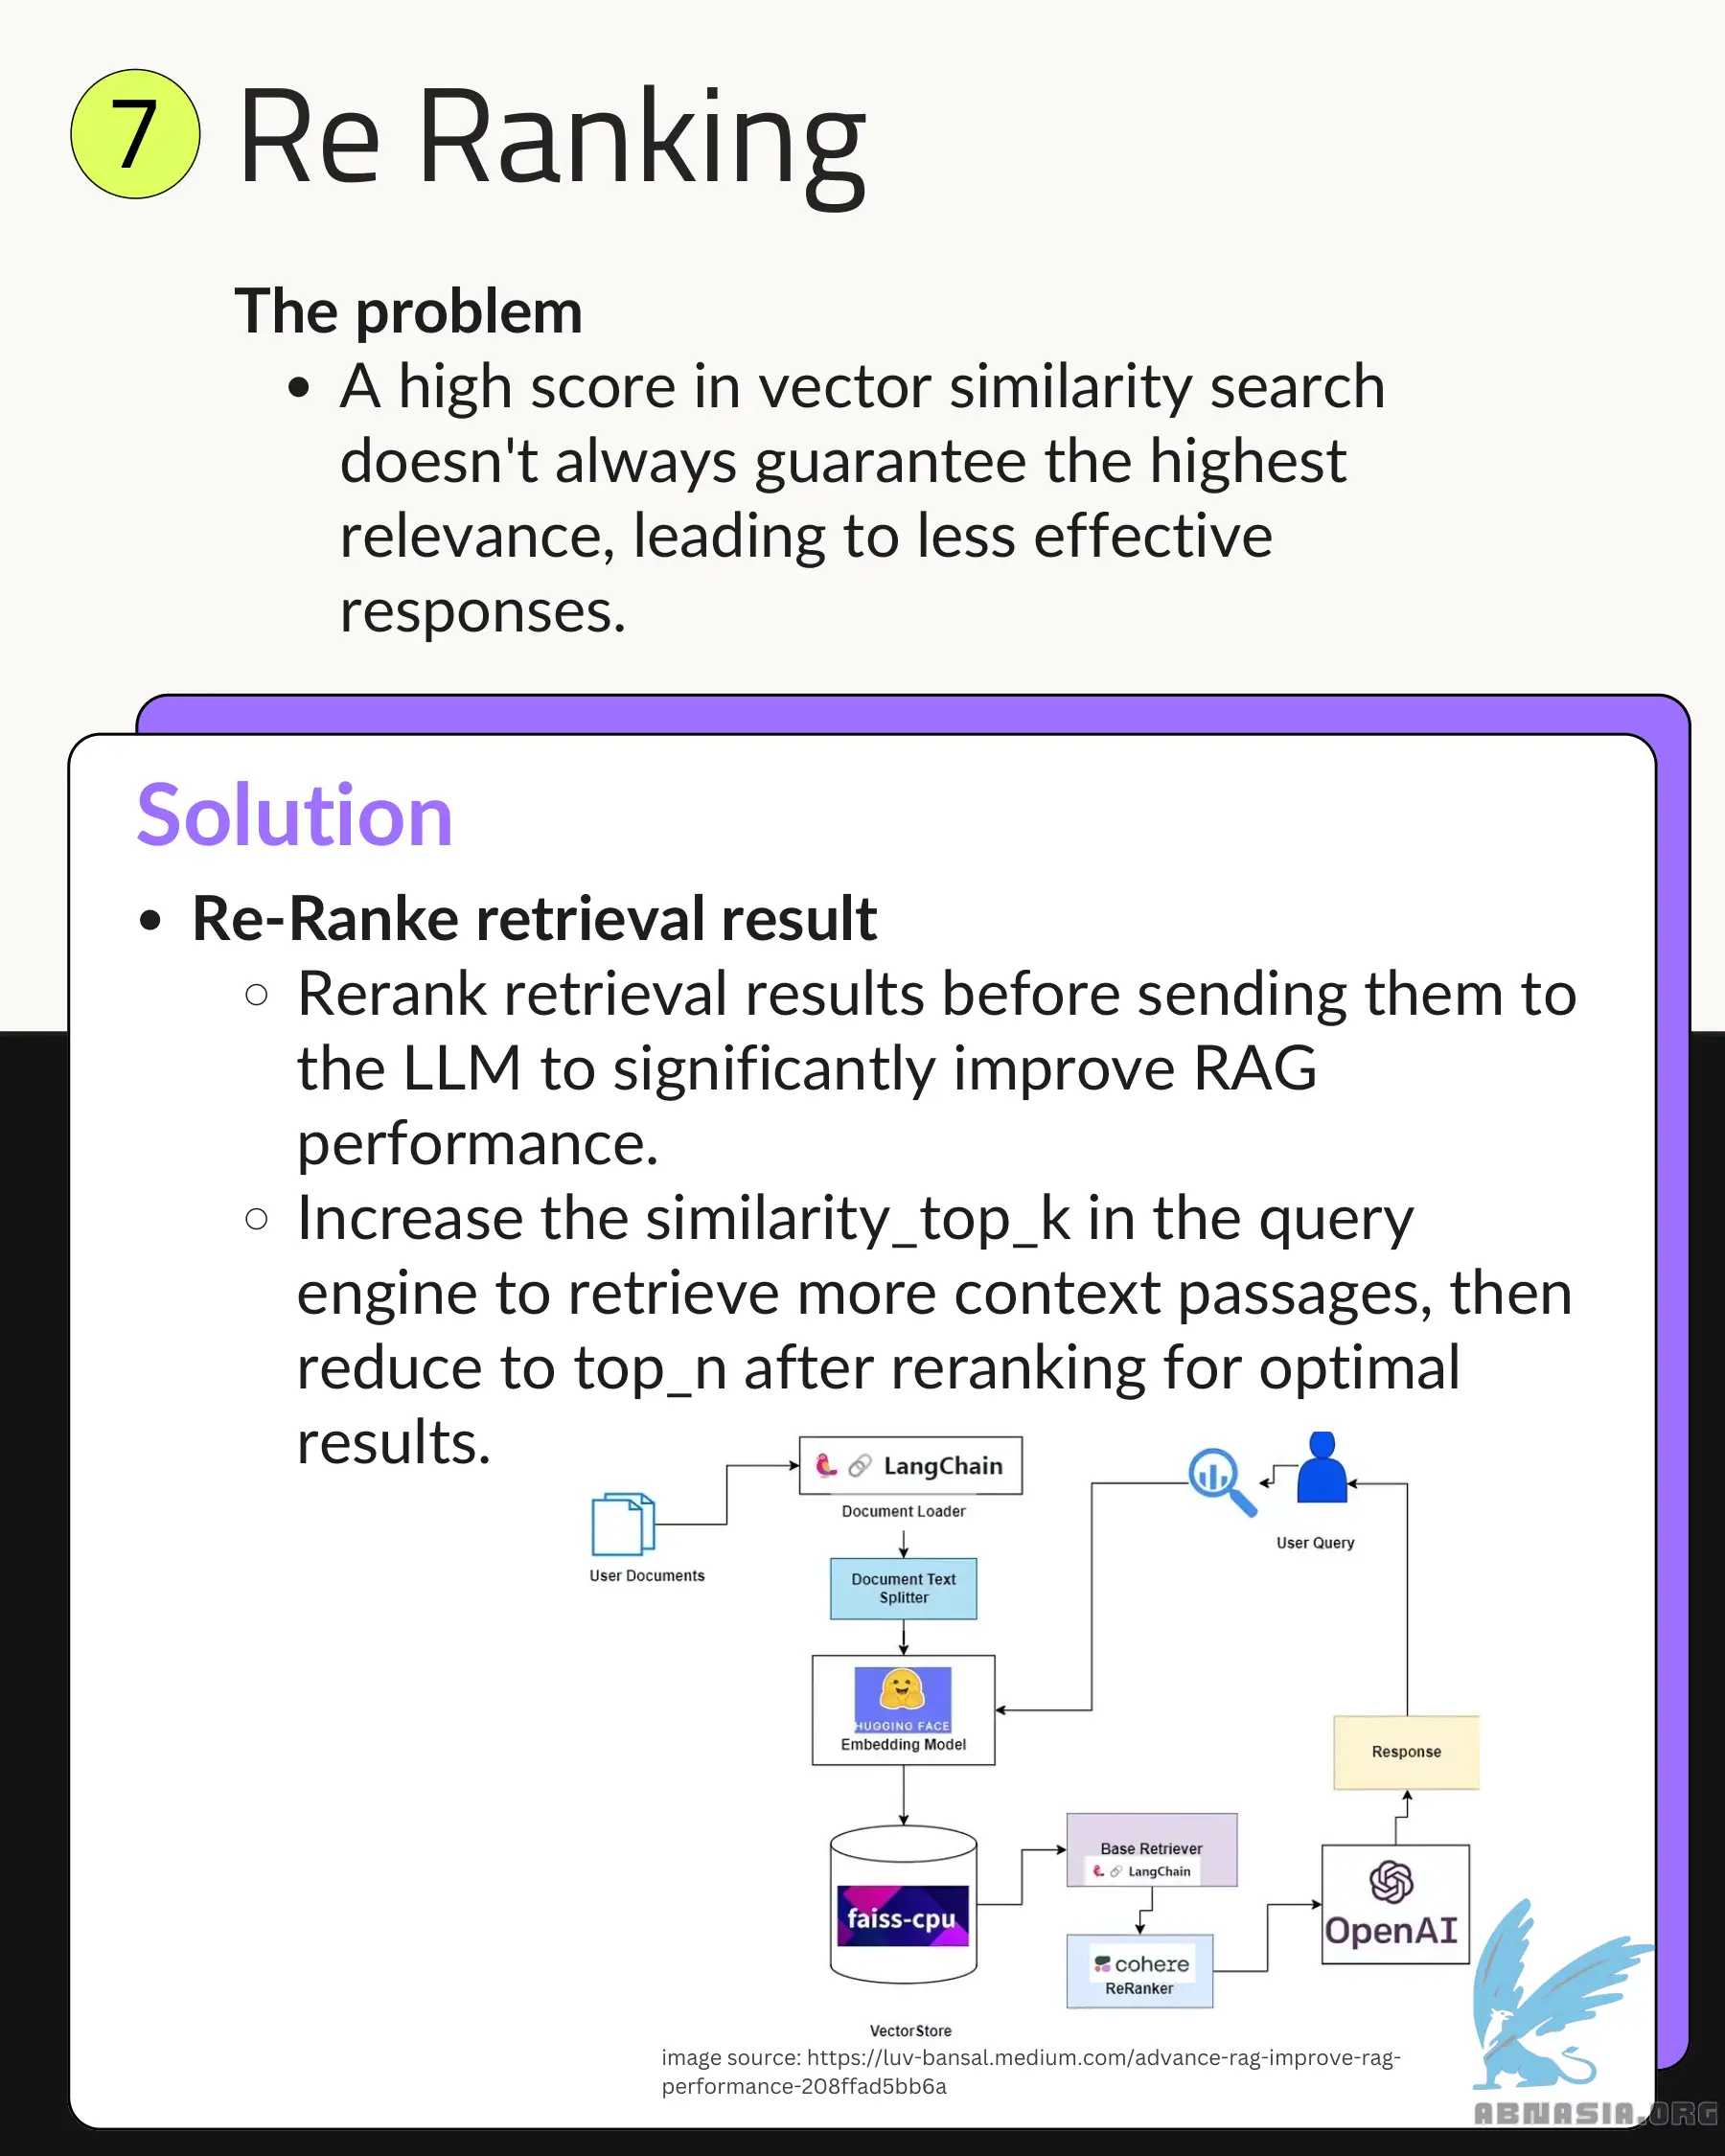 7
Re Ranking
The problem
• A high score in vector similarity search
doesn't always guarantee the highest
relevance, leading to less effective
responses.
Solution
• Re-Ranke retrieval result
○ Rerank retrieval results before sending them to
the LLM to significantly improve RAG
performance.
○ Increase the similarity_top_k in the query
engine to retrieve more context passages, then
reduce to top_n after reranking for optimal
results.
LangChain
Document Loader
User Documents
User Query
Document Text
Splitter
HUGGING FACE
Embedding Model
Response
Base Retriever
LangChain
faiss-cpu
OpenAI
cohere
ReRanker
VectorStore
image source: https://luv-bansal.medium.com/advance-rag-improve-rag-
performance-208ffad5bb6a
ABNASIA.ORG